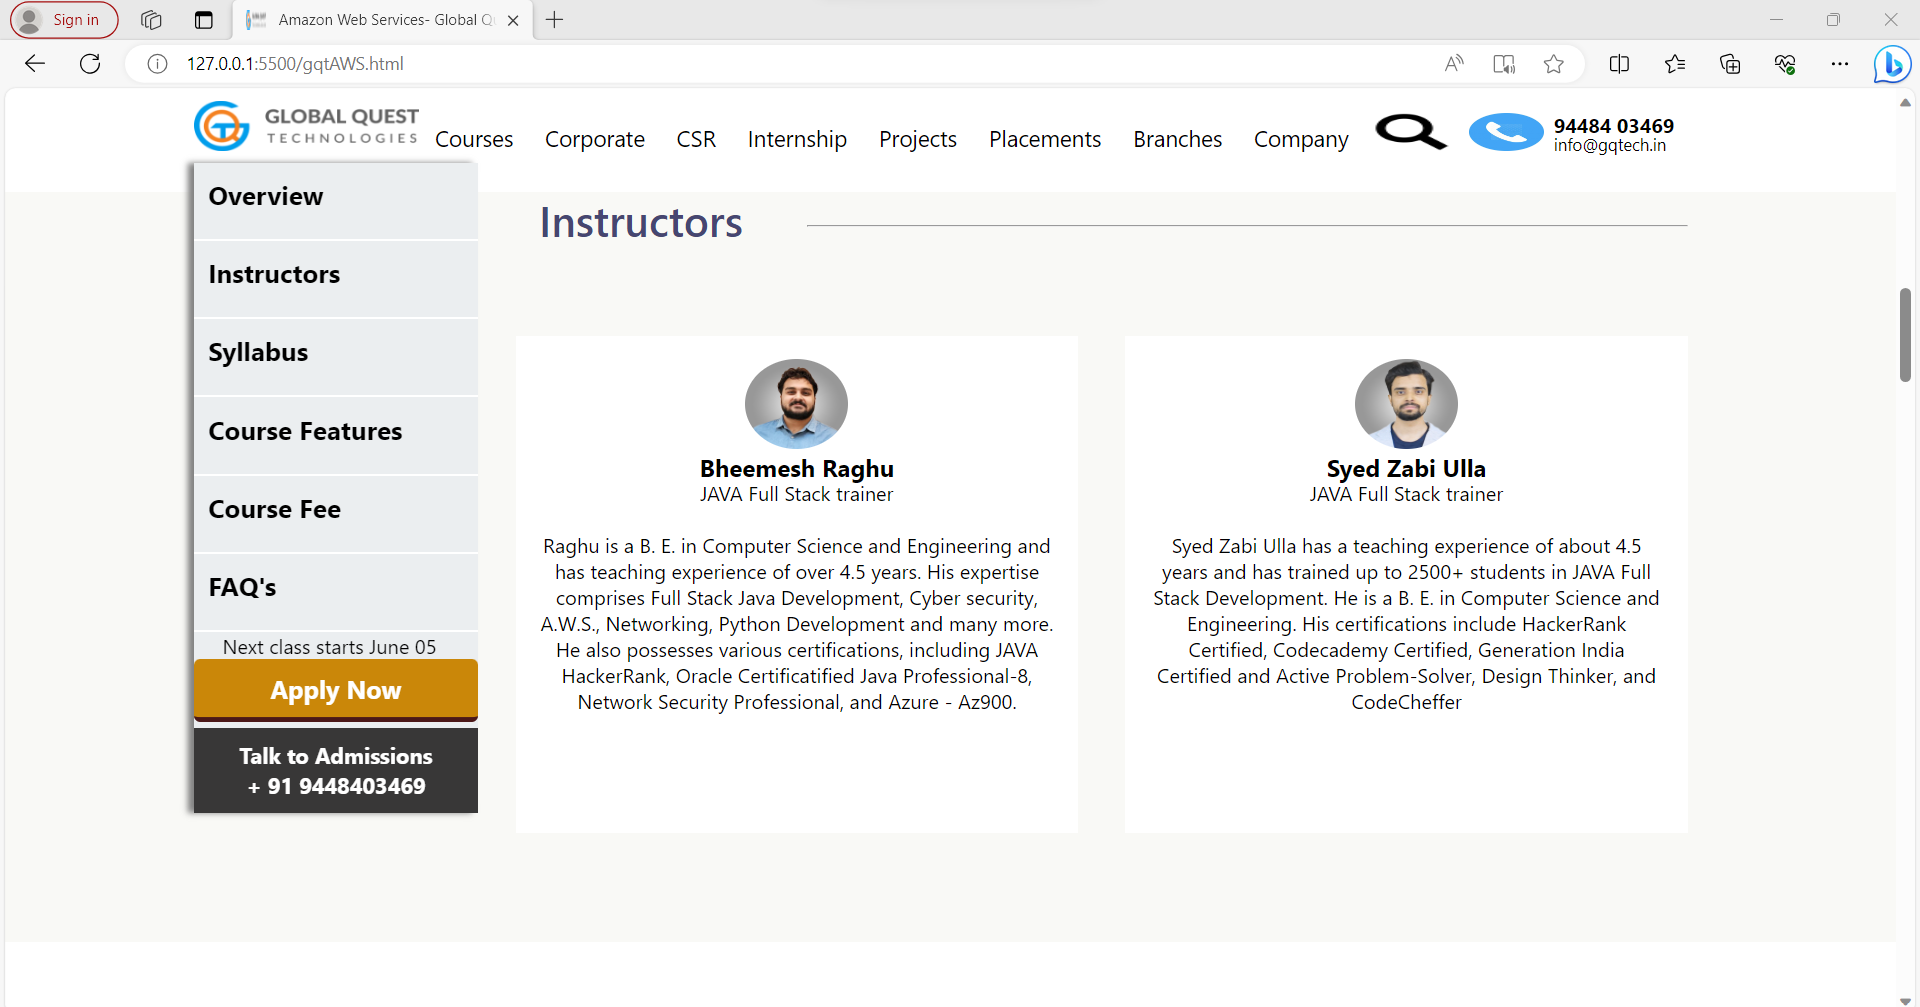 Sign in
Amazon Web Services- Global Q
127.0.0.1:5500/gqtAWS.html
GLOBAL QUEST
TECHNOLOGIES
Courses
Corporate
CSR
Internship
Projects
Placements
Branches
Company
94484 03469
info@gqtech.in
Overview
Instructors
Syllabus
Course Features
Course Fee
FAQ's
Next class starts June 05
Apply Now
Talk to Admissions
+ 91 9448403469
Instructors
Bheemesh Raghu
JAVA Full Stack trainer
Raghu is a B. E. in Computer Science and Engineering and
has teaching experience of over 4.5 years. His expertise
comprises Full Stack Java Development, Cyber security,
A.W.S., Networking, Python Development and many more.
He also possesses various certifications, including JAVA
HackerRank, Oracle Certificatified Java Professional-8,
Network Security Professional, and Azure - Az900.
Syed Zabi Ulla
JAVA Full Stack trainer
Syed Zabi Ulla has a teaching experience of about 4.5
years and has trained up to 2500+ students in JAVA Full
Stack Development. He is a B. E. in Computer Science and
Engineering. His certifications include HackerRank
Certified, Codecademy Certified, Generation India
Certified and Active Problem-Solver, Design Thinker, and
CodeCheffer